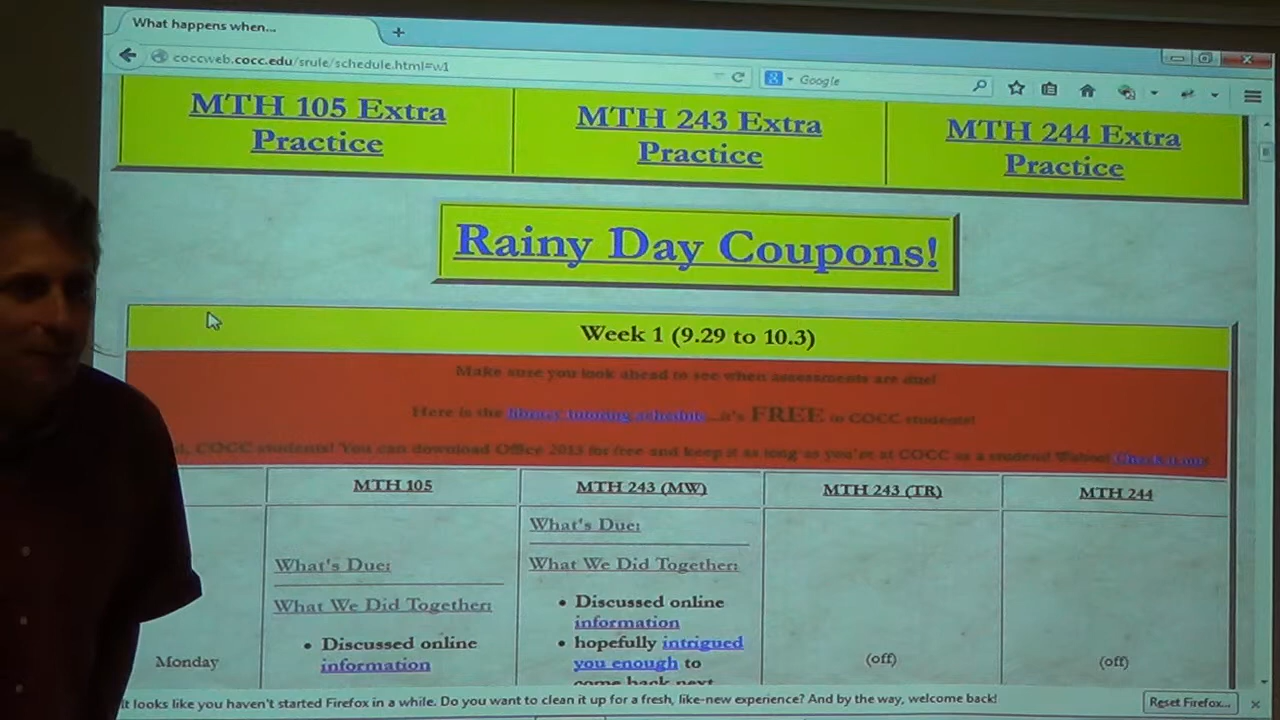 What happens when...
coccweb.cocc.edu/srule/schedule.html=w1
Google
MTH 105 Extra
Practice
MTH 243 Extra
Practice
MTH 244 Extra
Practice
Rainy Day Coupons!
Week 1 (9.29 to 10.3)
Make sure you look ahead to see when assessments are due!
Here is the library tutoring schedule...it's FREE to COCC students!
, COCC students! You can download Office 2013 for free and keep it as long as you're at COCC as a student! Check it out
MTH 105
MTH 243 (MW)
MTH 243 (TR)
MTH 244
Monday
What's Due:
What We Did Together:
• Discussed online
information
What's Due:
What We Did Together:
• Discussed online
information
• hopefully intrigued
you enough to
come back next
(off)
(off)
It looks like you haven't started Firefox in a while. Do you want to clean it up for a fresh, like-new experience? And by the way, welcome back!
Reset Firefox...